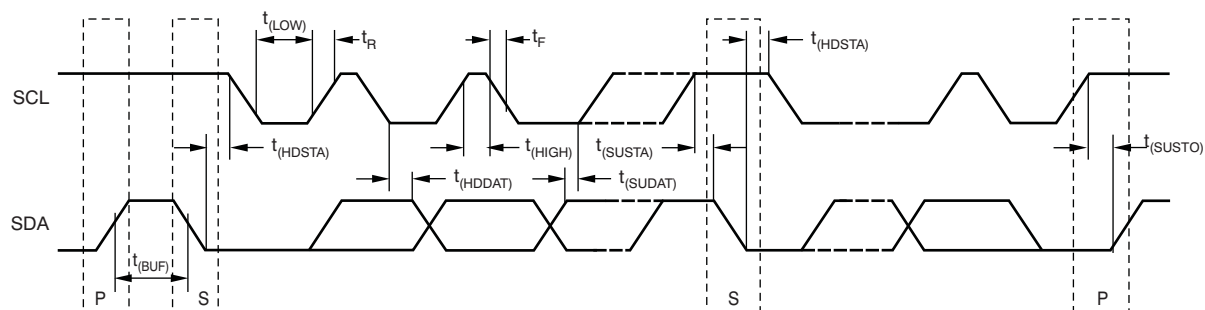 t(LOW)
tR
tF
t(HDSTA)
SCL
t(HDSTA)
t(HIGH)
t(SUSTA)
t(SUSTO)
t(HDDAT)
t(SUDAT)
SDA
t(BUF)
P
S
S
P